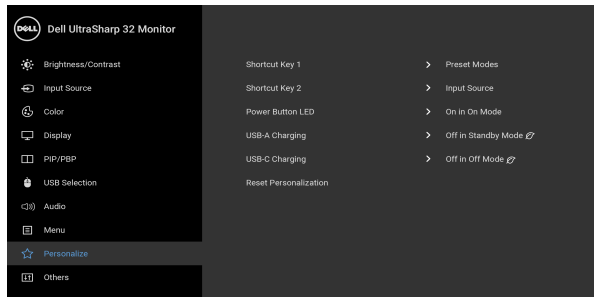 DELL Dell UltraSharp 32 Monitor
Brightness/Contrast
Input Source
Color
Display
PIP/PBP
USB Selection
Audio
Menu
Personalize
Others
Shortcut Key 1 > Preset Modes
Shortcut Key 2 > Input Source
Power Button LED > On in On Mode
USB-A Charging > Off in Standby Mode
USB-C Charging > Off in Off Mode
Reset Personalization